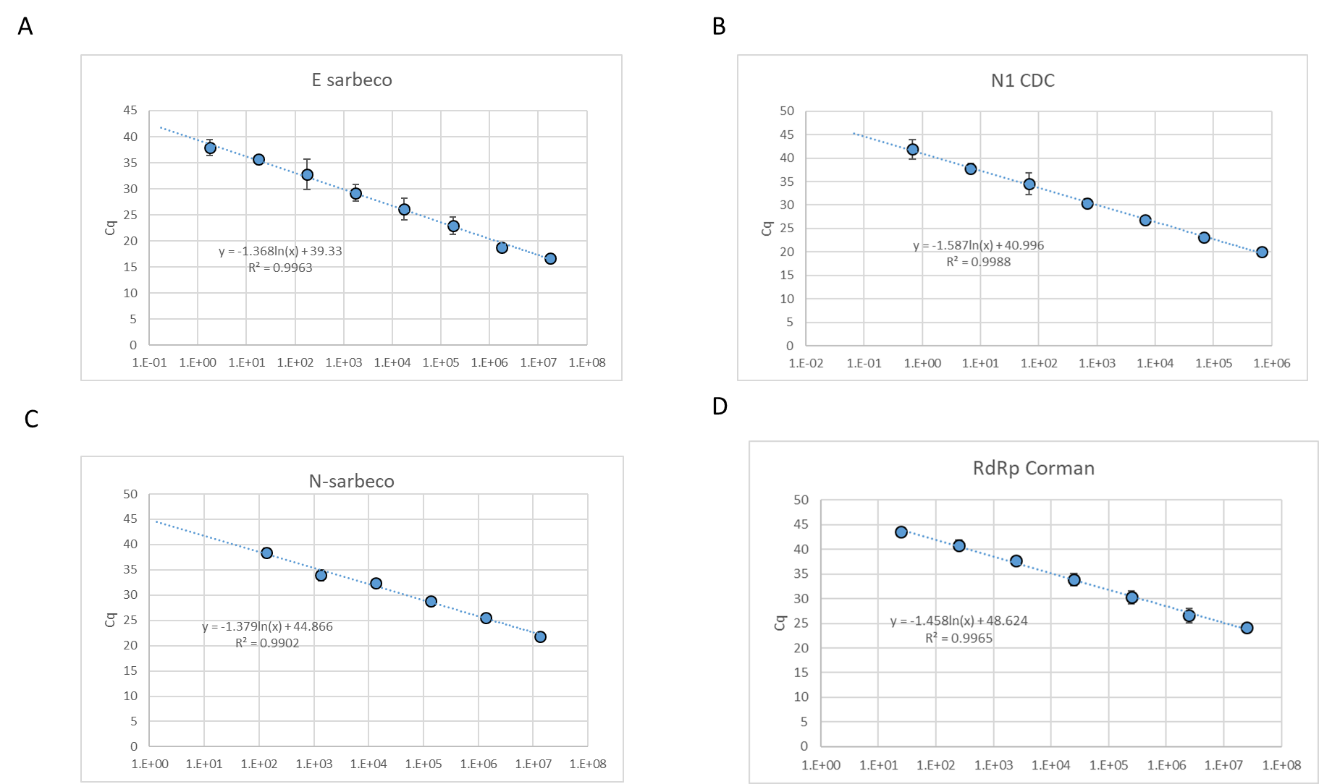 A
E sarbeco
45
40
35
30
25
20
15
10
5
0
Cq
y = -1.368ln(x) + 39.33
R² = 0.9963
1.E-01 1.E+00 1.E+01 1.E+02 1.E+03 1.E+04 1.E+05 1.E+06 1.E+07 1.E+08
B
N1 CDC
50
45
40
35
30
25
20
15
10
5
0
Cq
y = -1.587ln(x) + 40.996
R² = 0.9988
1.E-02 1.E-01 1.E+00 1.E+01 1.E+02 1.E+03 1.E+04 1.E+05 1.E+06
C
N-sarbeco
50
45
40
35
30
25
20
15
10
5
0
Cq
y = -1.379ln(x) + 44.866
R² = 0.9902
1.E+00 1.E+01 1.E+02 1.E+03 1.E+04 1.E+05 1.E+06 1.E+07 1.E+08
D
RdRp Corman
50
45
40
35
30
25
20
15
10
5
0
Cq
y = -1.458ln(x) + 48.624
R² = 0.9965
1.E+00 1.E+01 1.E+02 1.E+03 1.E+04 1.E+05 1.E+06 1.E+07 1.E+08